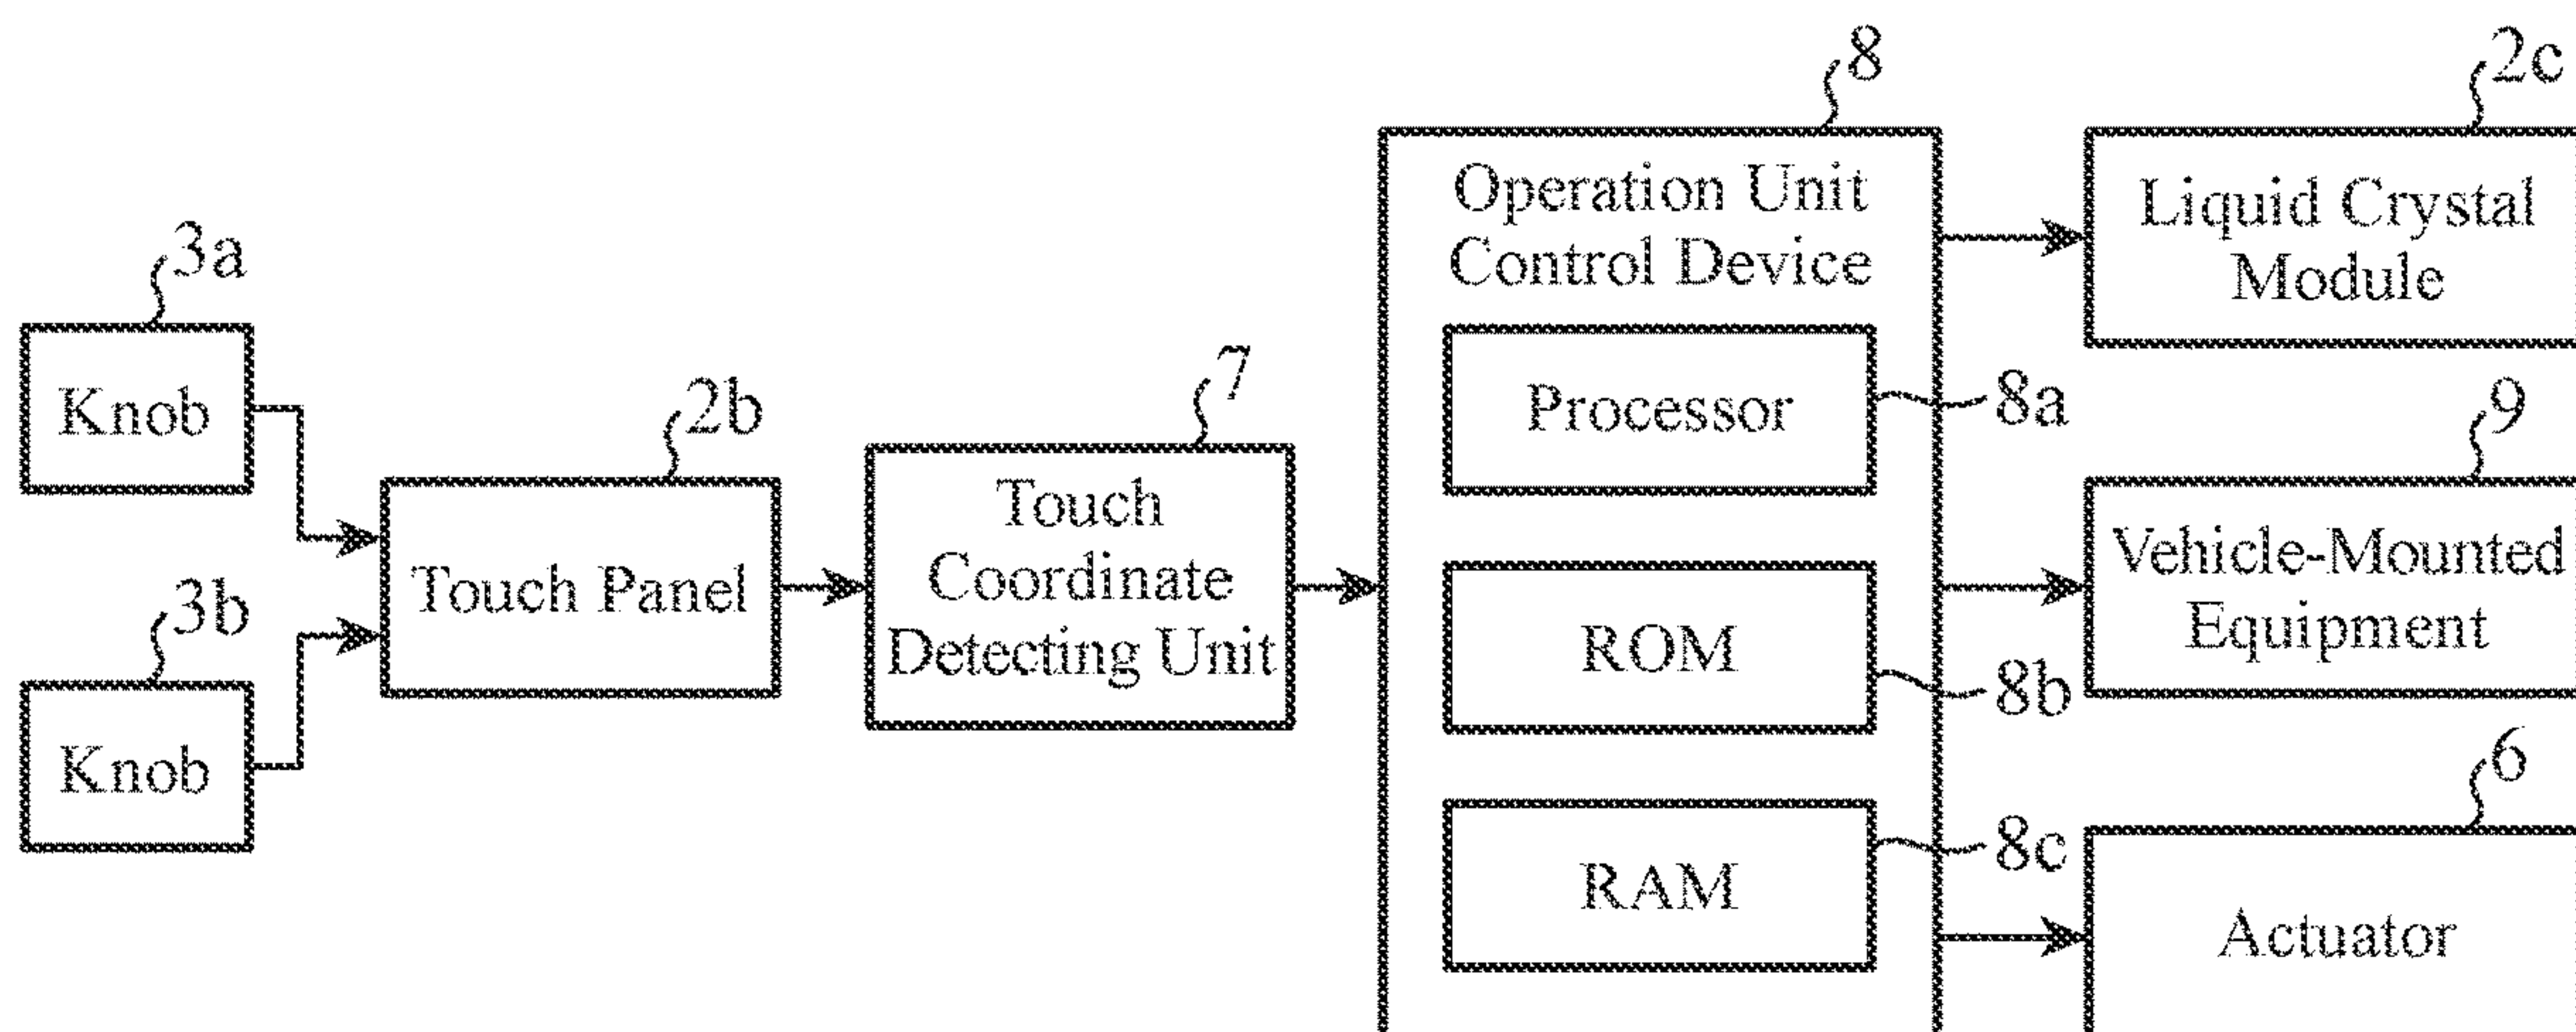 8
2c
Operation Unit
Control Device
Liquid Crystal
Module
3a
Knob
7
2b
Processor
8a
9
Touch
Coordinate
Detecting Unit
Touch Panel
Vehicle-Mounted
Equipment
3b
Knob
ROM
8b
6
RAM
8c
Actuator